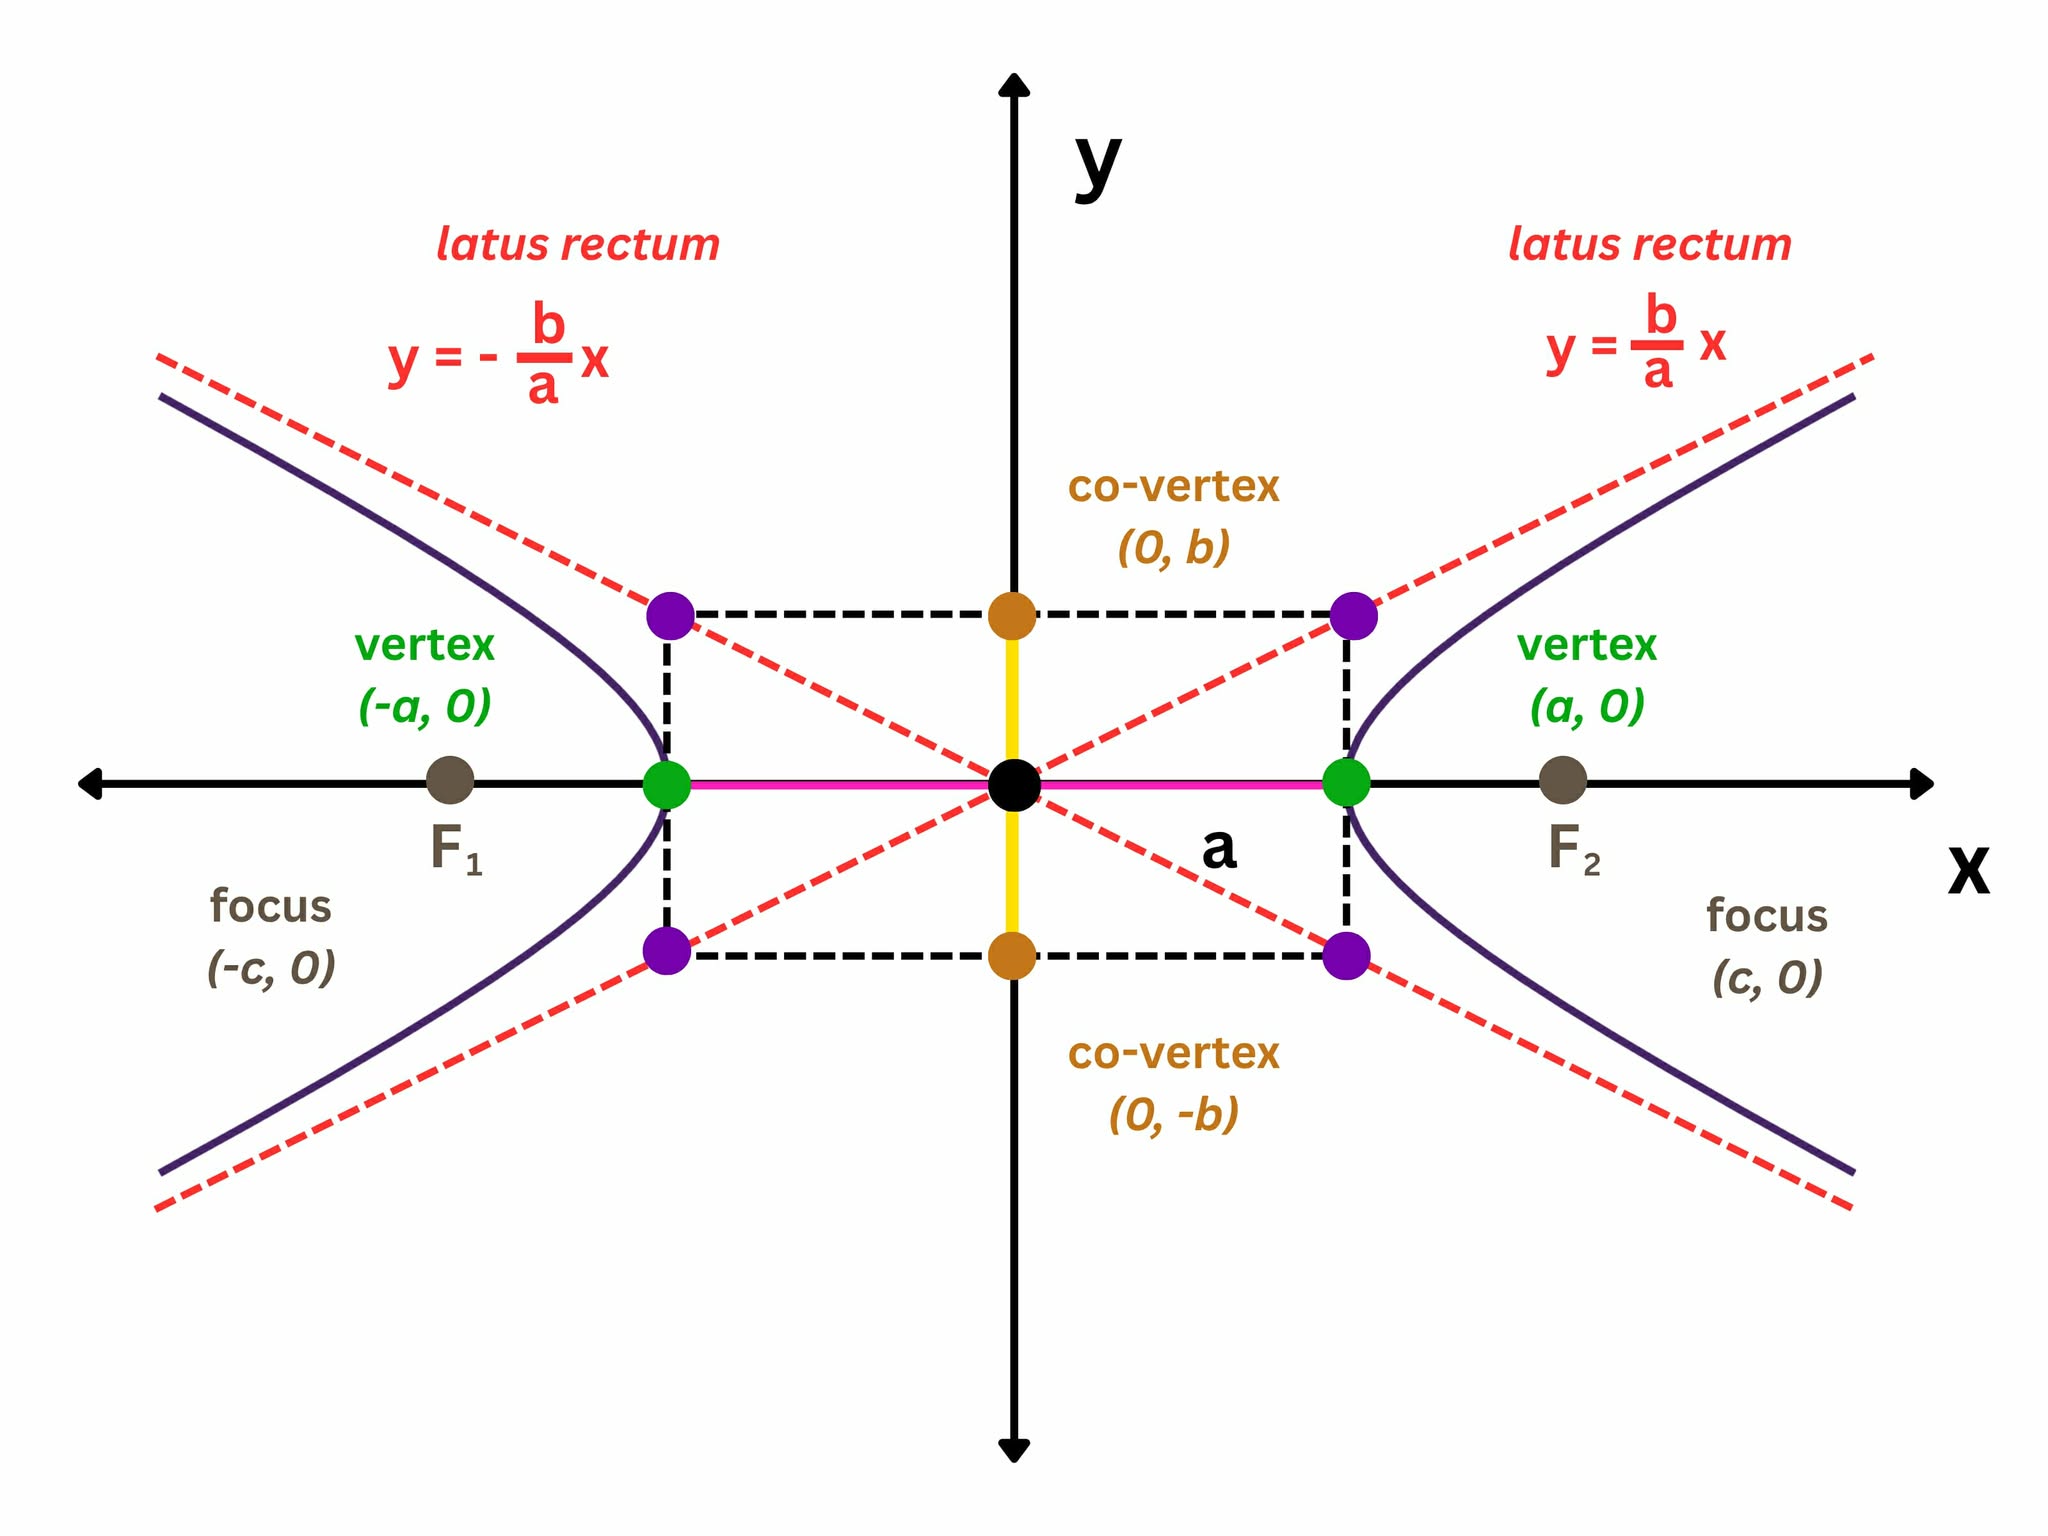 y
latus rectum
y = - b/a x
latus rectum
y = b/a x
co-vertex
(0, b)
vertex
(-a, 0)
vertex
(a, 0)
F₁
a
F₂
x
focus
(-c, 0)
focus
(c, 0)
co-vertex
(0, -b)